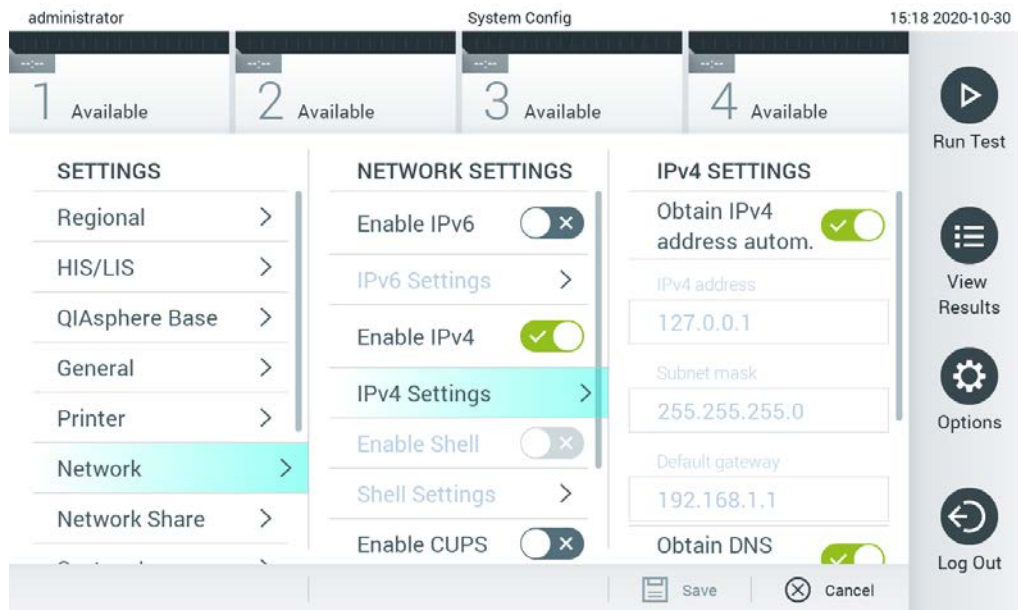 administrator System Config 15:18 2020-10-30
--:-- --:-- --:-- --:--
1 Available 2 Available 3 Available 4 Available
Run Test
SETTINGS
Regional
HIS/LIS
QIAsphere Base
General
Printer
Network
Network Share
NETWORK SETTINGS
Enable IPv6
IPv6 Settings
Enable IPv4
IPv4 Settings
Enable Shell
Shell Settings
Enable CUPS
IPv4 SETTINGS
Obtain IPv4
address autom.
IPv4 address
127.0.0.1
Subnet mask
255.255.255.0
Default gateway
192.168.1.1
Obtain DNS
View
Results
Options
Log Out
Save Cancel